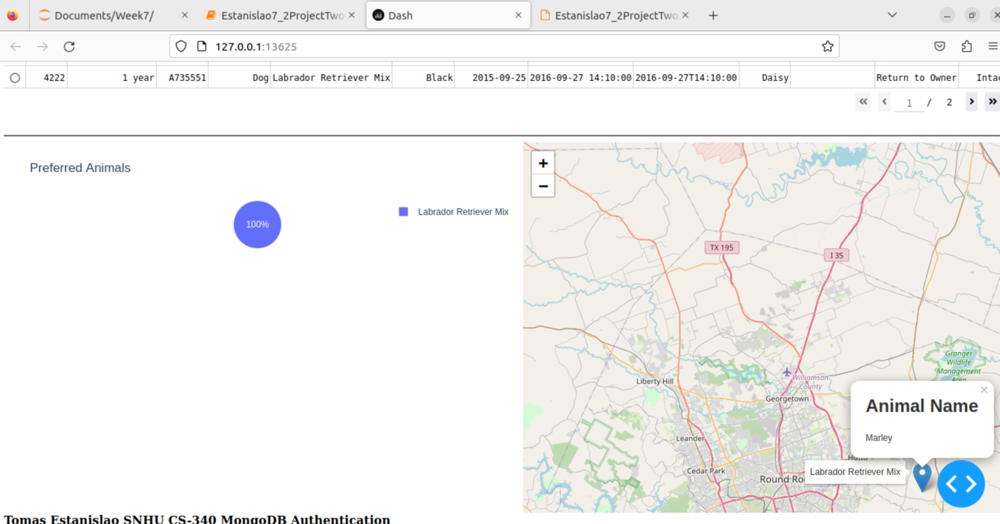 Documents/Week7/ × Estanislao7_2ProjectTwo × Dash × Estanislao7_2ProjectTwo × +
127.0.0.1:13625
4222 1 year A735551 Dog Labrador Retriever Mix Black 2015-09-25 2016-09-27 14:10:00 2016-09-27T14:10:00 Daisy Return to Owner Intac
« ‹ 1 / 2 › »
Preferred Animals
100%
Labrador Retriever Mix
+
−
TX 195
I 35
Granger
Wildlife
Management
Area
Williamson
County
Liberty Hill
Georgetown
×
Animal Name
Marley
Leander
Hutto
Cedar Park
Round Ro
Labrador Retriever Mix
Tomas Estanislao SNHU CS-340 MongoDB Authentication